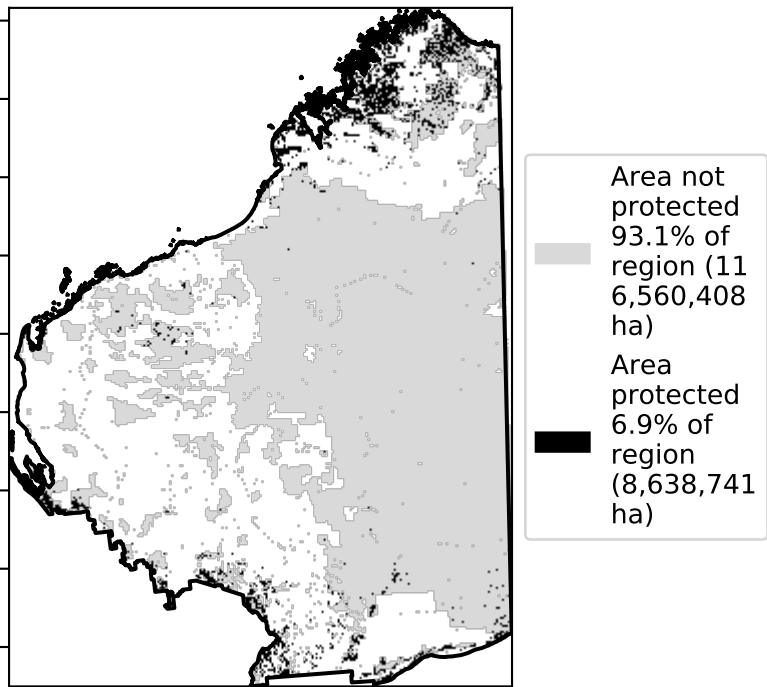 Area not
protected
93.1% of
region (11
6,560,408
ha)
Area
protected
6.9% of
region
(8,638,741
ha)